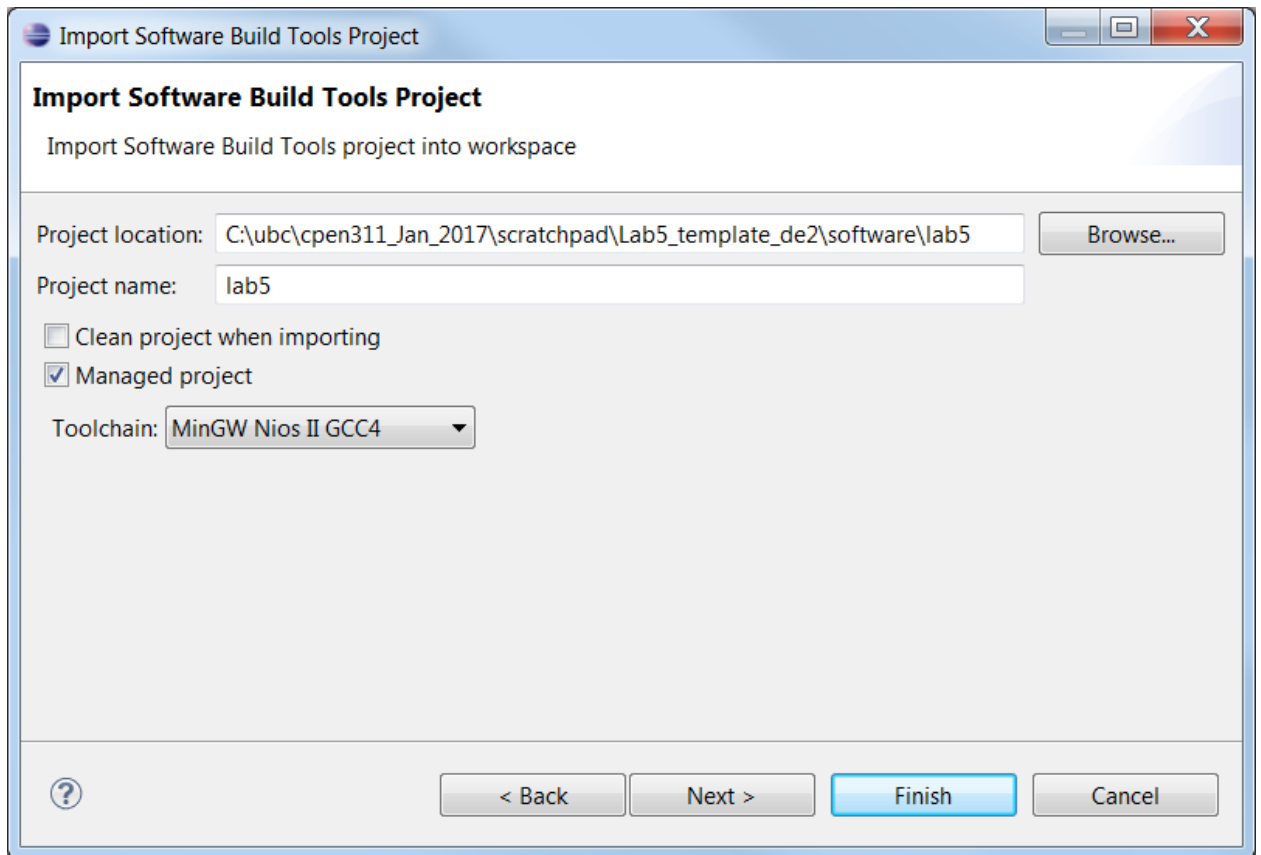 Import Software Build Tools Project
Import Software Build Tools Project
Import Software Build Tools project into workspace
Project location: C:\ubc\cpen311_Jan_2017\scratchpad\Lab5_template_de2\software\lab5 Browse...
Project name: lab5
Clean project when importing
Managed project
Toolchain: MinGW Nios II GCC4
? < Back Next > Finish Cancel